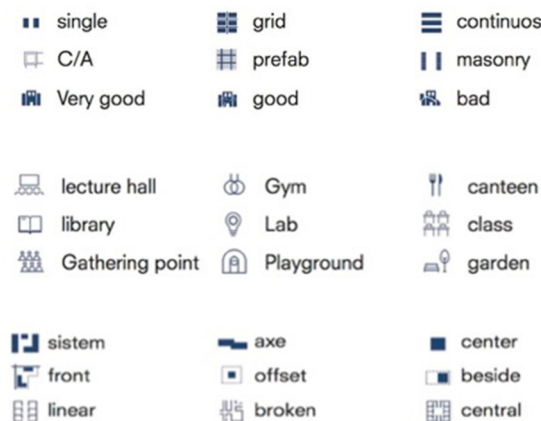 single grid continuos
C/A prefab masonry
Very good good bad
lecture hall Gym canteen
library Lab class
Gathering point Playground garden
sistem axe center
front offset beside
linear broken central